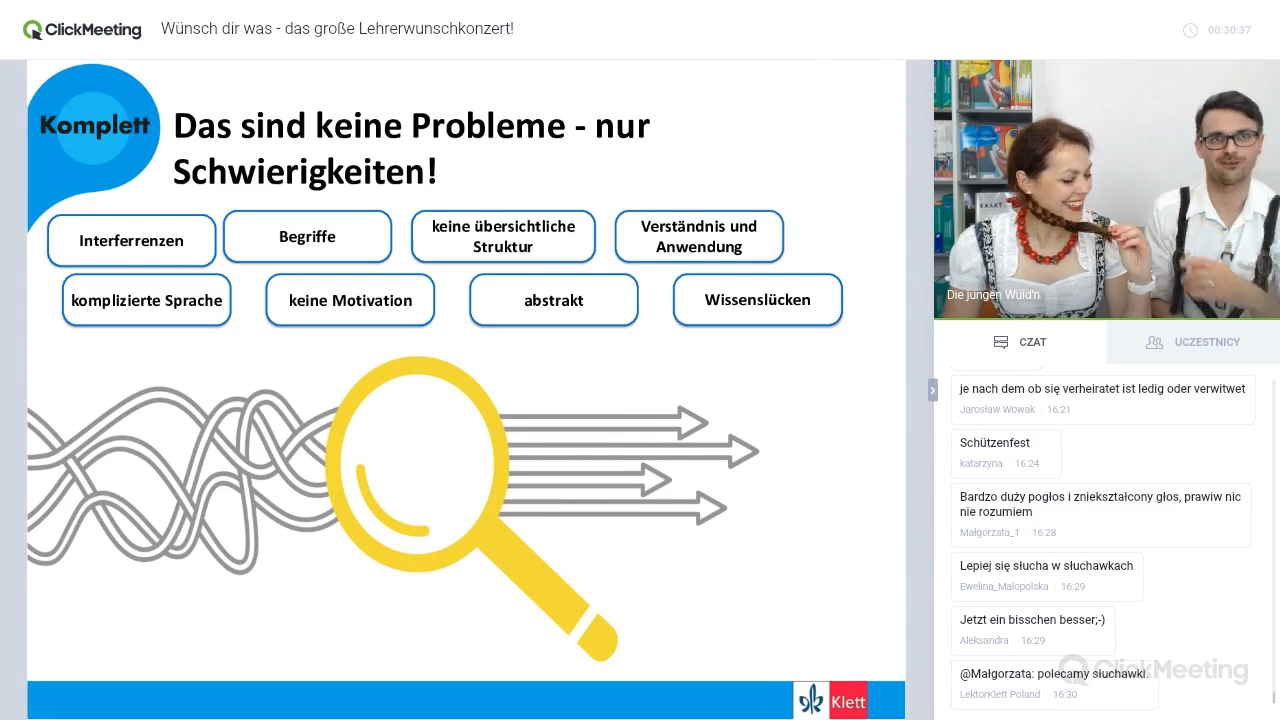 ClickMeeting
Wünsch dir was - das große Lehrerwunschkonzert!
00:30:37
Komplett
Das sind keine Probleme - nur
Schwierigkeiten!
Interferrenzen
Begriffe
keine übersichtliche
Struktur
Verständnis und
Anwendung
komplizierte Sprache
keine Motivation
abstrakt
Wissenslücken
Klett
EXAKT
Die jungen Wuid'n
CZAT
UCZESTNICY
je nach dem ob się verheiratet ist ledig oder verwitwet
Jarosław Wowak 16:21
Schützenfest
katarzyna 16:24
Bardzo duży pogłos i zniekształcony głos, prawiw nic
nie rozumiem
Małgorzata_1 16:28
Lepiej się słucha w słuchawkach
Ewelina_Malopolska 16:29
Jetzt ein bisschen besser;-)
Aleksandra 16:29
@Małgorzata: polecamy słuchawki.
LektorKlett Poland 16:30
ClickMeeting